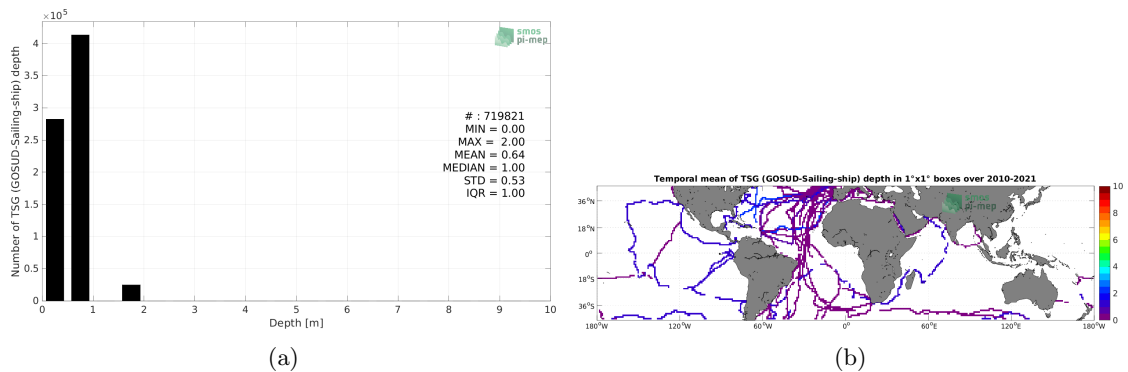 ×10^5
4
3.5
3
2.5
2
1.5
1
0.5
0
Number of TSG (GOSUD-Sailing-ship) depth
smos
pi-mep
# : 719821
MIN = 0.00
MAX = 2.00
MEAN = 0.64
MEDIAN = 1.00
STD = 0.53
IQR = 1.00
0 1 2 3 4 5 6 7 8 9 10
Depth [m]
(a)
Temporal mean of TSG (GOSUD-Sailing-ship) depth in 1°x1° boxes over 2010-2021
smos
pi-mep
36°N
18°N
0°
18°S
36°S
180°W 120°W 60°W 0° 60°E 120°E 180°W
10
8
6
4
2
0
(b)